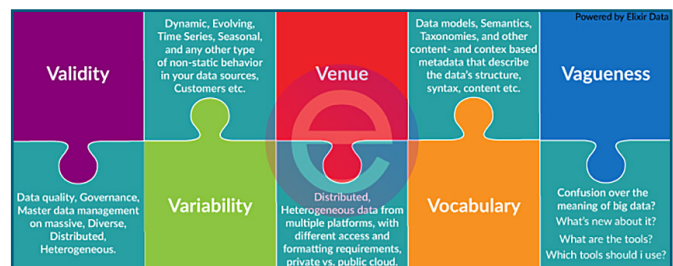 Powered by Elixir Data
Validity
Dynamic, Evolving,
Time Series, Seasonal,
and any other type
of non-static behavior
in your data sources,
Customers etc.
Venue
Data models, Semantics,
Taxonomies, and other
content- and contex based
metadata that describe
the data's structure,
syntax, content etc.
Vagueness
Data quality, Governance,
Master data management
on massive, Diverse,
Distributed,
Heterogeneous.
Variability
Distributed,
Heterogeneous data from
multiple platforms, with
different access and
formatting requirements,
private vs. public cloud.
Vocabulary
Confusion over the
meaning of big data?
What's new about it?
What are the tools?
Which tools should i use?
e